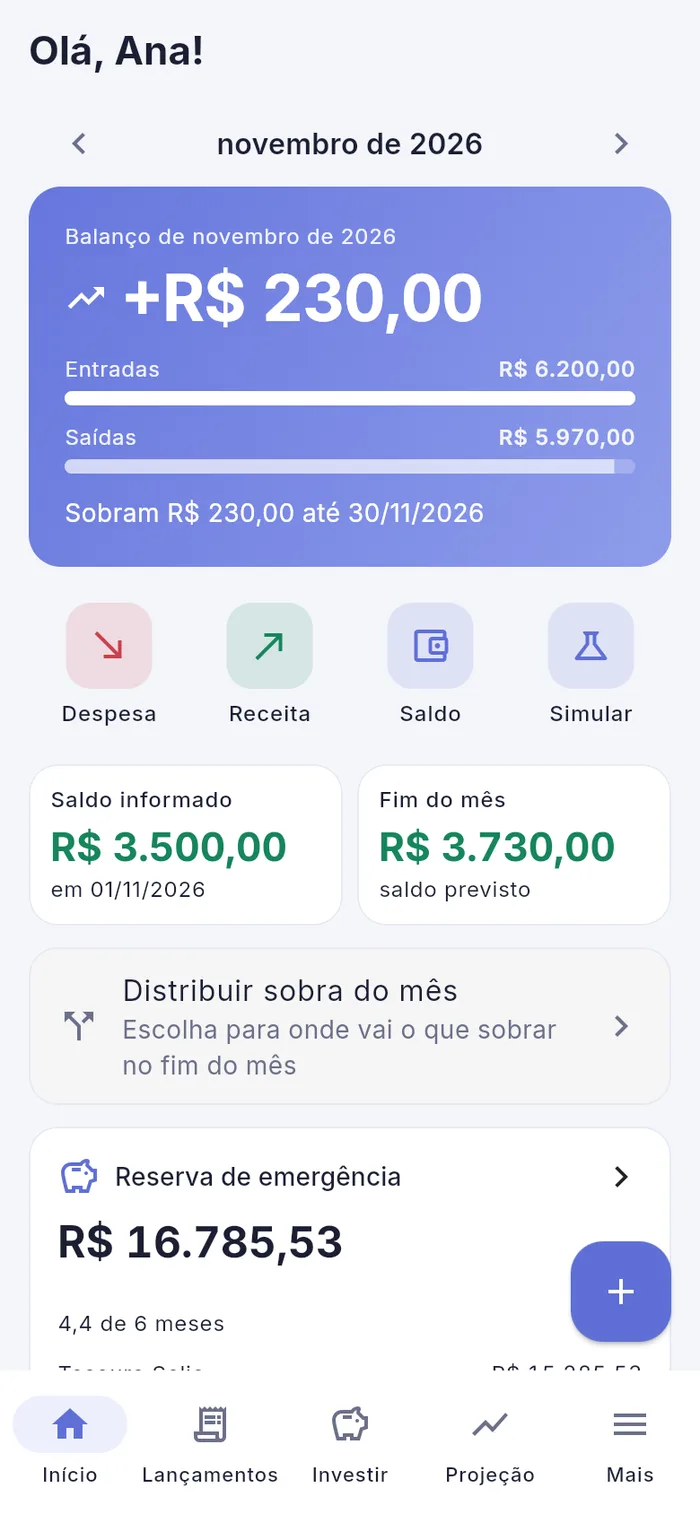 Olá, Ana!
novembro de 2026
Balanço de novembro de 2026
+R$ 230,00
Entradas R$ 6.200,00
Saídas R$ 5.970,00
Sobram R$ 230,00 até 30/11/2026
Despesa Receita Saldo Simular
Saldo informado
R$ 3.500,00
em 01/11/2026
Fim do mês
R$ 3.730,00
saldo previsto
Distribuir sobra do mês
Escolha para onde vai o que sobrar
no fim do mês
Reserva de emergência
R$ 16.785,53
4,4 de 6 meses
Início Lançamentos Investir Projeção Mais